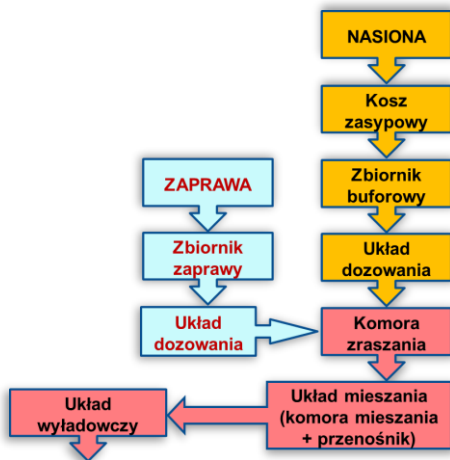 NASIONA
Kosz
zasypowy
Zbiornik
buforowy
Układ
dozowania
ZAPRAWA
Zbiornik
zaprawy
Układ
dozowania
Komora
zraszania
Układ mieszania
(komora mieszania
+ przenośnik)
Układ
wyładowczy